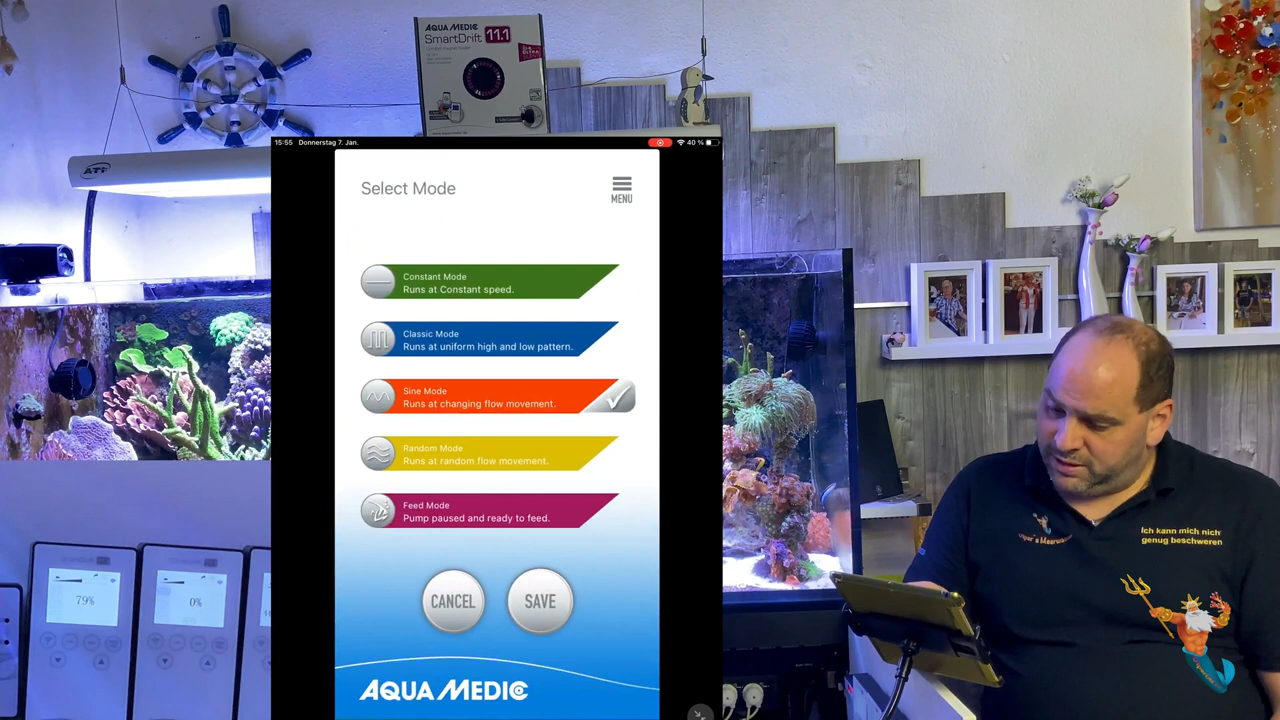 AQUA MEDIC
SmartDrift 11.1
15:55 Donnerstag 7. Jan.
40 %
ATI
Select Mode
MENU
Constant Mode
Runs at Constant speed.
Classic Mode
Runs at uniform high and low pattern.
Sine Mode
Runs at changing flow movement.
Random Mode
Runs at random flow movement.
Feed Mode
Pump paused and ready to feed.
CANCEL
SAVE
AQUA MEDIC
79%
0%
Ich kann mich nicht
genug beschweren